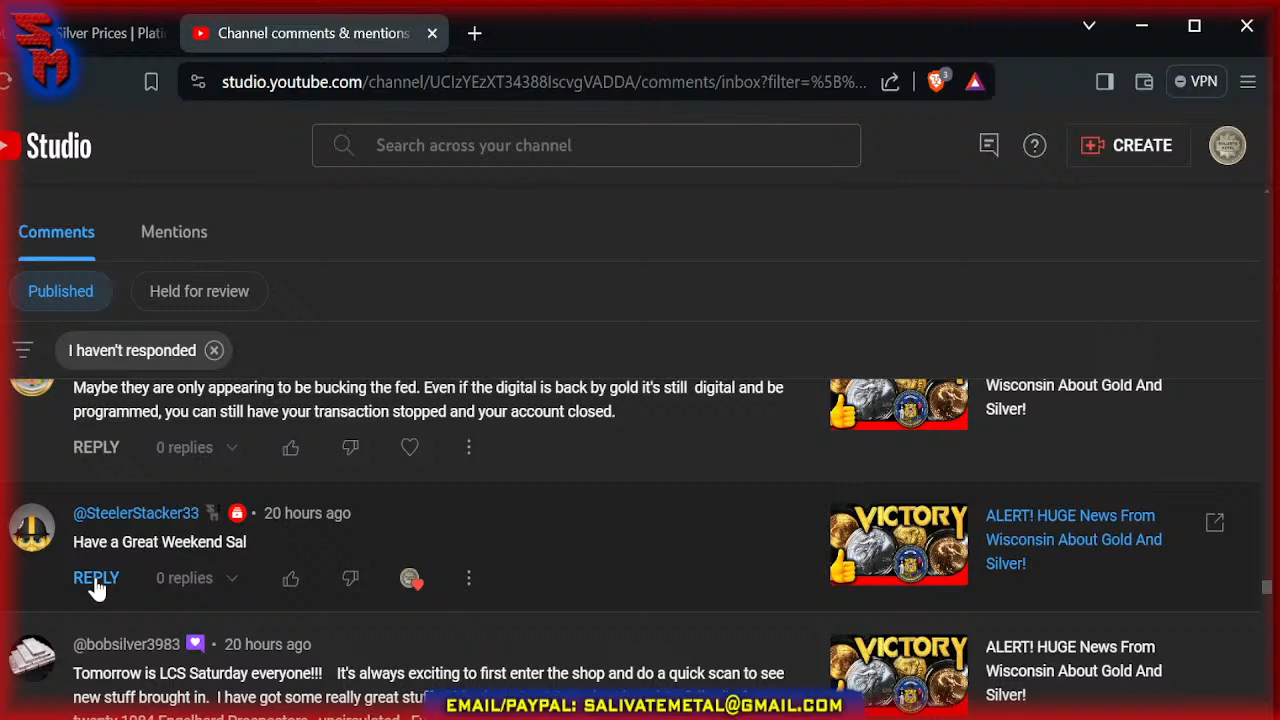 SM
Silver Prices | Plati
Channel comments & mentions
studio.youtube.com/channel/UCIzYEzXT34388IscvgVADDA/comments/inbox?filter=%5B%...
3
VPN
Studio
Search across your channel
CREATE
Comments
Mentions
Published
Held for review
I haven't responded
Maybe they are only appearing to be bucking the fed. Even if the digital is back by gold it's still digital and be
programmed, you can still have your transaction stopped and your account closed.
REPLY
0 replies
Wisconsin About Gold And
Silver!
@SteelerStacker33 • 20 hours ago
Have a Great Weekend Sal
REPLY
0 replies
VICTORY
ALERT! HUGE News From
Wisconsin About Gold And
Silver!
@bobsilver3983 • 20 hours ago
Tomorrow is LCS Saturday everyone!!! It's always exciting to first enter the shop and do a quick scan to see
new stuff brought in. I have got some really great stuff
twenty 1984 Engelhard Prospectors
VICTORY
ALERT! HUGE News From
Wisconsin About Gold And
Silver!
EMAIL/PAYPAL: SALIVATEMETAL@GMAIL.COM